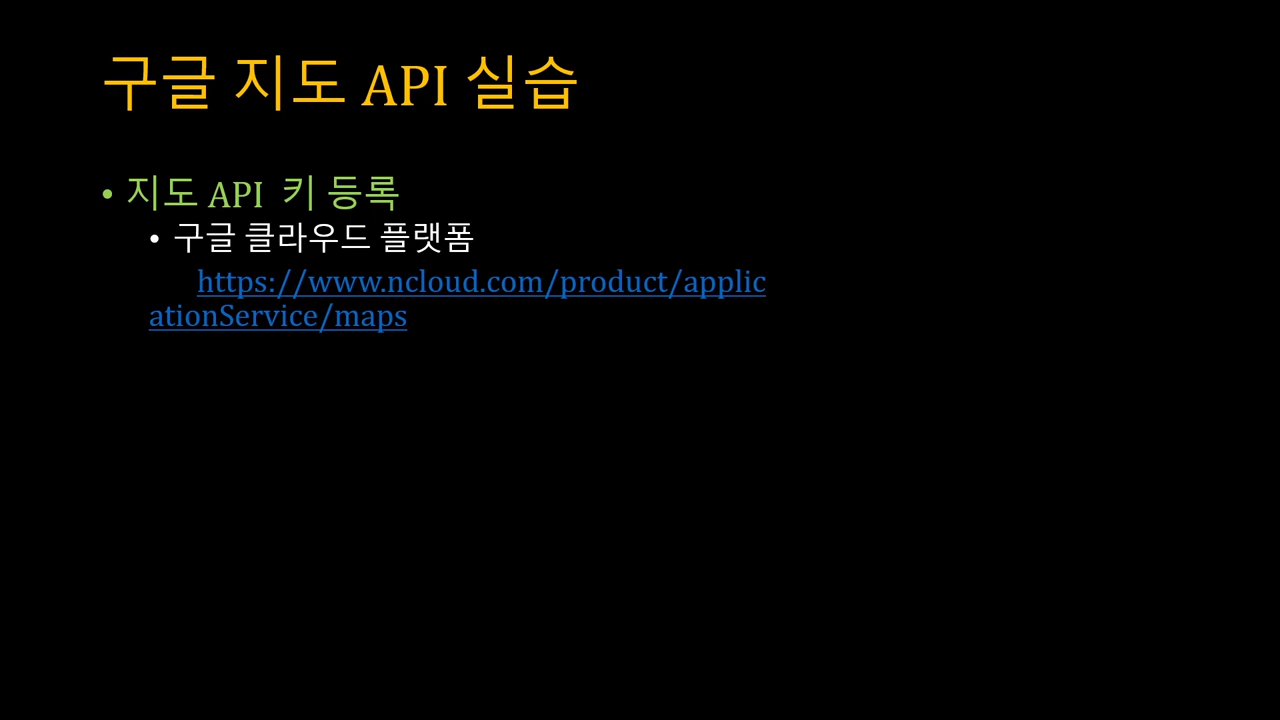 구글 지도 API 실습
• 지도 API 키 등록
• 구글 클라우드 플랫폼
https://www.ncloud.com/product/applic
ationService/maps